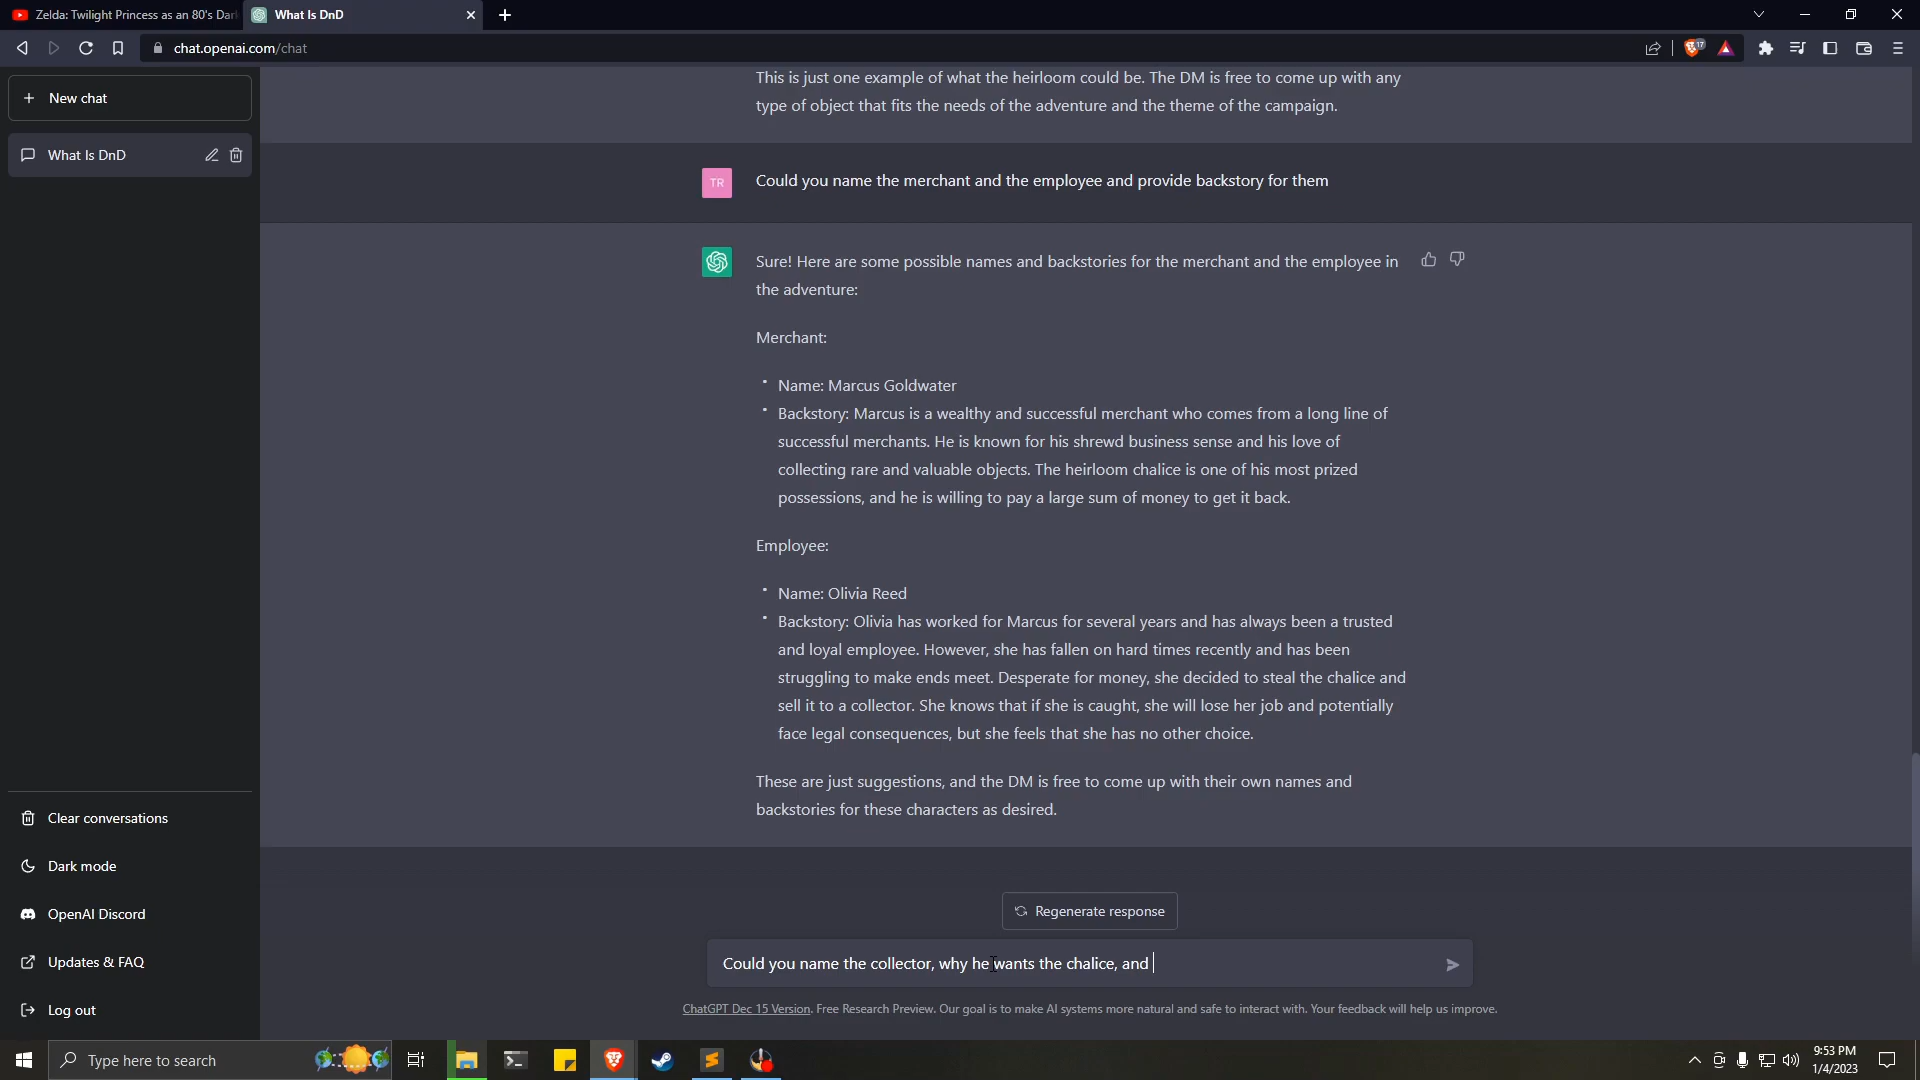 Zelda: Twilight Princess as an 80's Dar
What Is DnD
chat.openai.com/chat
17
New chat
What Is DnD
This is just one example of what the heirloom could be. The DM is free to come up with any
type of object that fits the needs of the adventure and the theme of the campaign.
TR
Could you name the merchant and the employee and provide backstory for them
Sure! Here are some possible names and backstories for the merchant and the employee in
the adventure:
Merchant:
• Name: Marcus Goldwater
• Backstory: Marcus is a wealthy and successful merchant who comes from a long line of
successful merchants. He is known for his shrewd business sense and his love of
collecting rare and valuable objects. The heirloom chalice is one of his most prized
possessions, and he is willing to pay a large sum of money to get it back.
Employee:
• Name: Olivia Reed
• Backstory: Olivia has worked for Marcus for several years and has always been a trusted
and loyal employee. However, she has fallen on hard times recently and has been
struggling to make ends meet. Desperate for money, she decided to steal the chalice and
sell it to a collector. She knows that if she is caught, she will lose her job and potentially
face legal consequences, but she feels that she has no other choice.
These are just suggestions, and the DM is free to come up with their own names and
backstories for these characters as desired.
Clear conversations
Dark mode
OpenAI Discord
Updates & FAQ
Log out
Regenerate response
Could you name the collector, why he wants the chalice, and
ChatGPT Dec 15 Version. Free Research Preview. Our goal is to make AI systems more natural and safe to interact with. Your feedback will help us improve.
Type here to search
9:53 PM
1/4/2023